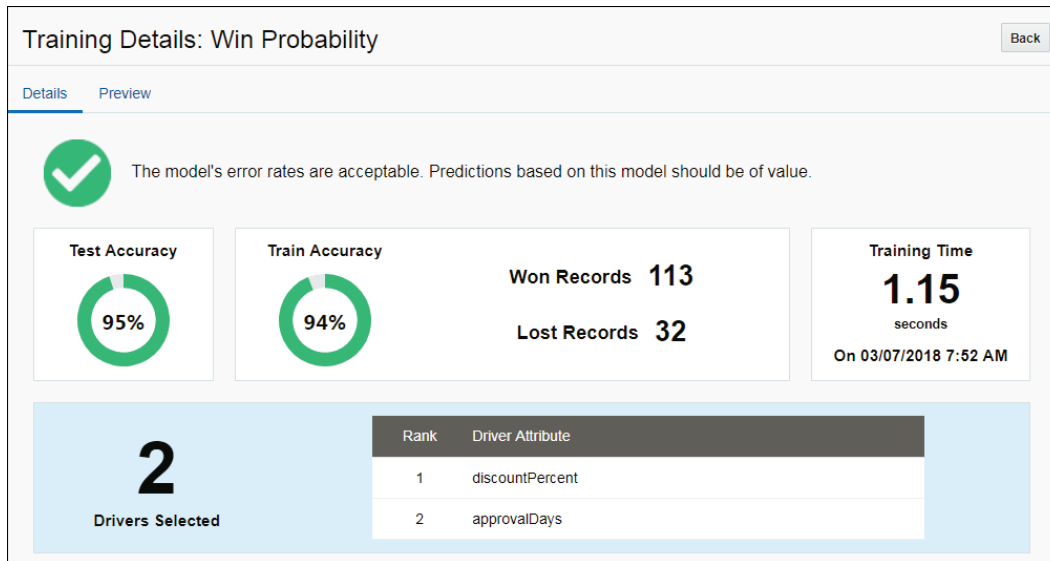 Training Details: Win Probability
Back
Details Preview
The model's error rates are acceptable. Predictions based on this model should be of value.
Test Accuracy
95%
Train Accuracy
94%
Won Records 113
Lost Records 32
Training Time
1.15
seconds
On 03/07/2018 7:52 AM
2
Drivers Selected
Rank Driver Attribute
1 discountPercent
2 approvalDays